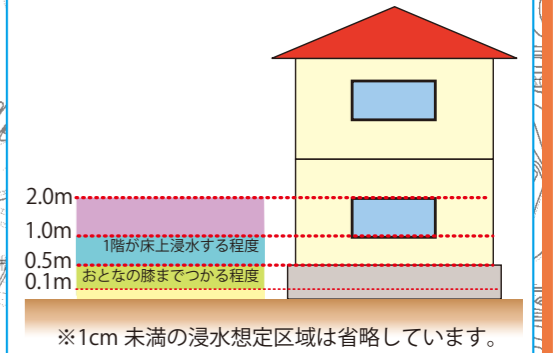 2.0m
1.0m
1階が床上浸水する程度
0.5m
おとなの膝までつかる程度
0.1m
※1cm 未満の浸水想定区域は省略しています。